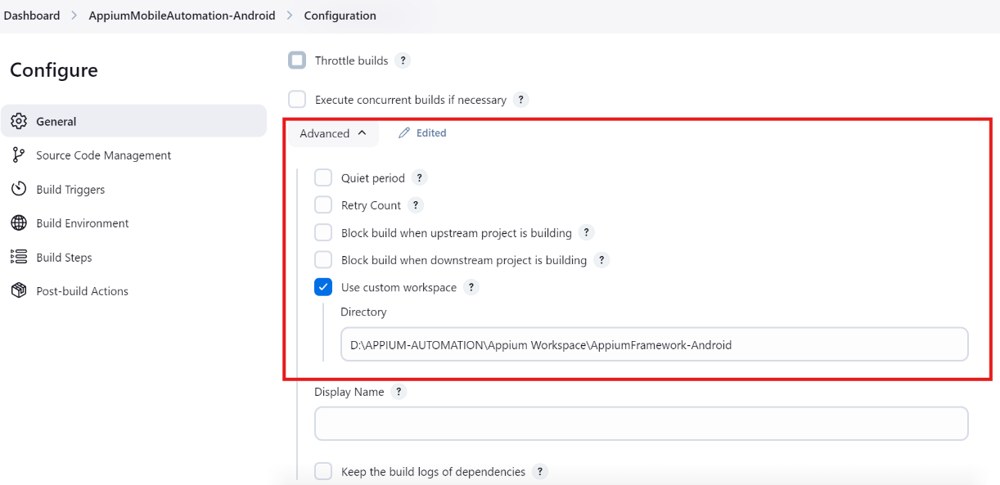 Dashboard > AppiumMobileAutomation-Android > Configuration
Configure
General
Source Code Management
Build Triggers
Build Environment
Build Steps
Post-build Actions
Throttle builds ?
Execute concurrent builds if necessary ?
Advanced Edited
Quiet period ?
Retry Count ?
Block build when upstream project is building ?
Block build when downstream project is building ?
Use custom workspace ?
Directory
D:\APPIUM-AUTOMATION\Appium Workspace\AppiumFramework-Android
Display Name ?
Keep the build logs of dependencies ?